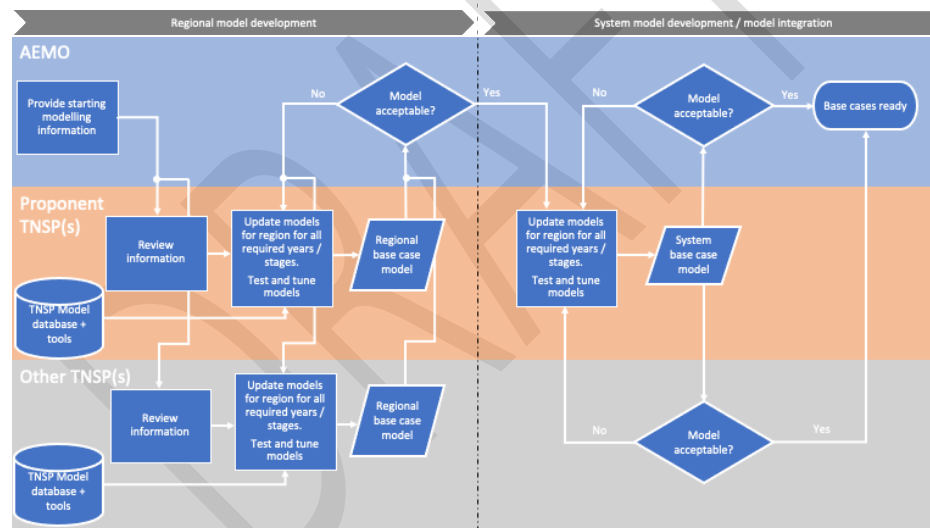 Regional model development
System model development / model integration
AEMO
Provide starting
modelling
information
No
Model
acceptable?
Yes
No
Model
acceptable?
Yes
Base cases ready
Proponent
TNSP(s)
Review
information
Update models
for region for all
required years /
stages.
Test and tune
models
Regional
base case
model
Update models
for region for all
required years /
stages.
Test and tune
models
System
base case
model
TNSP Model
database +
tools
Other TNSP(s)
Review
information
Update models
for region for all
required years /
stages.
Test and tune
models
Regional
base case
model
No
Model
acceptable?
Yes
TNSP Model
database +
tools
DRAFT